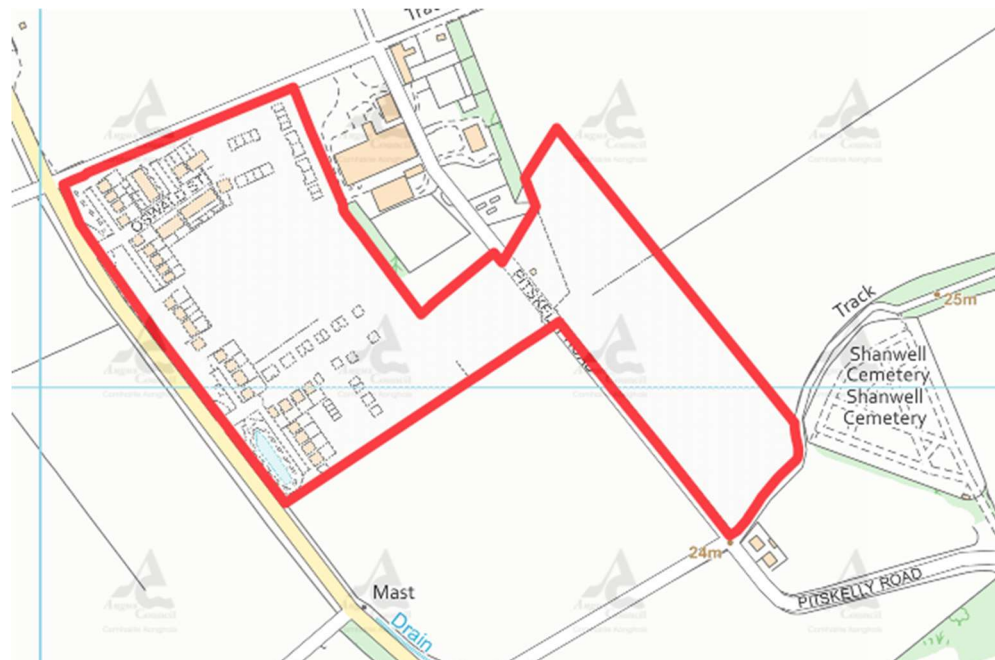 Track
OSWALD ST
PITSKELLY ROAD
Track
25m
Shanwell
Cemetery
Shanwell
Cemetery
24m
PITSKELLY ROAD
Mast
Drain
Angus
Council
Comhairle Aonghais